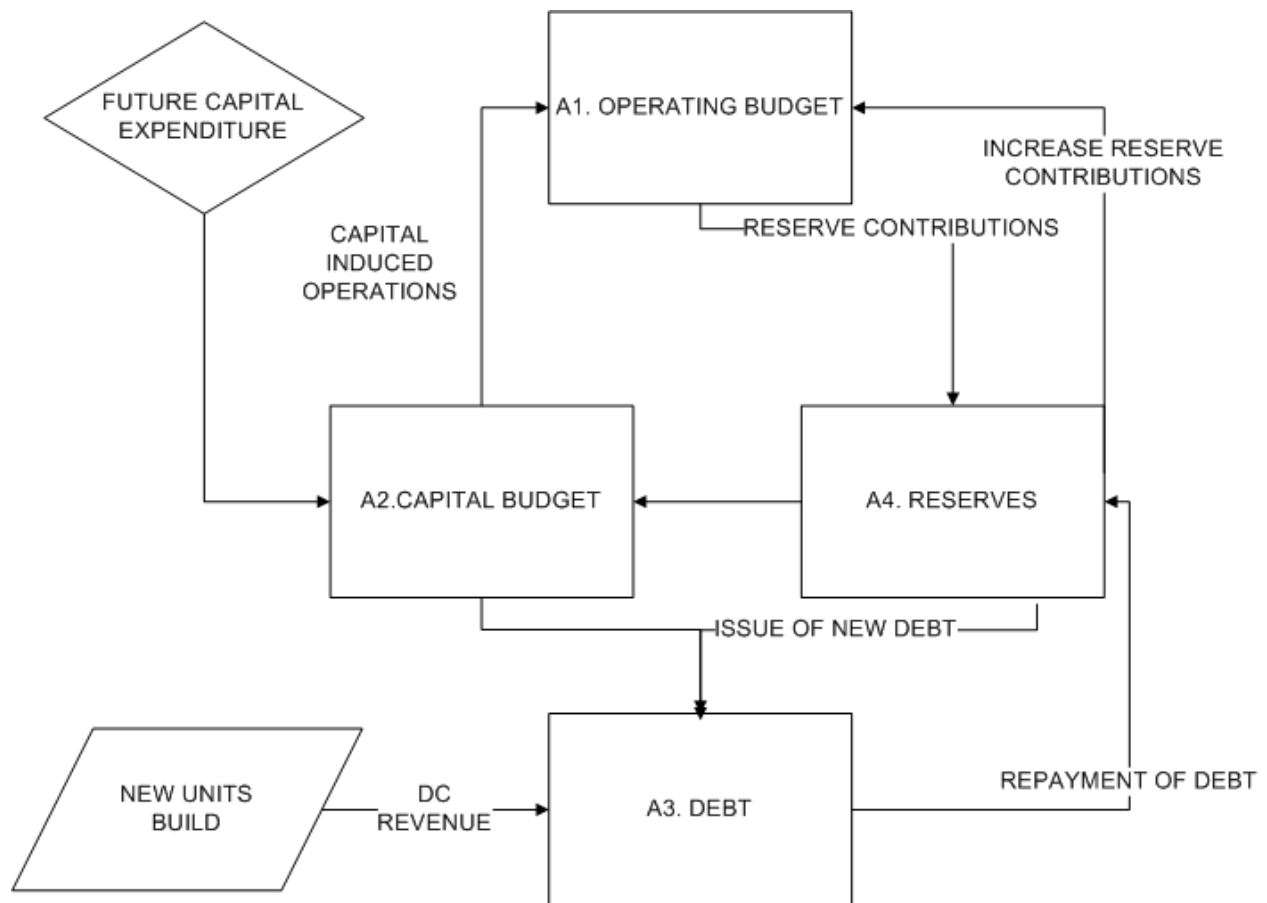 FUTURE CAPITAL
EXPENDITURE
A1. OPERATING BUDGET
INCREASE RESERVE
CONTRIBUTIONS
RESERVE CONTRIBUTIONS
CAPITAL
INDUCED
OPERATIONS
A2.CAPITAL BUDGET
A4. RESERVES
ISSUE OF NEW DEBT
NEW UNITS
BUILD
DC
REVENUE
A3. DEBT
REPAYMENT OF DEBT